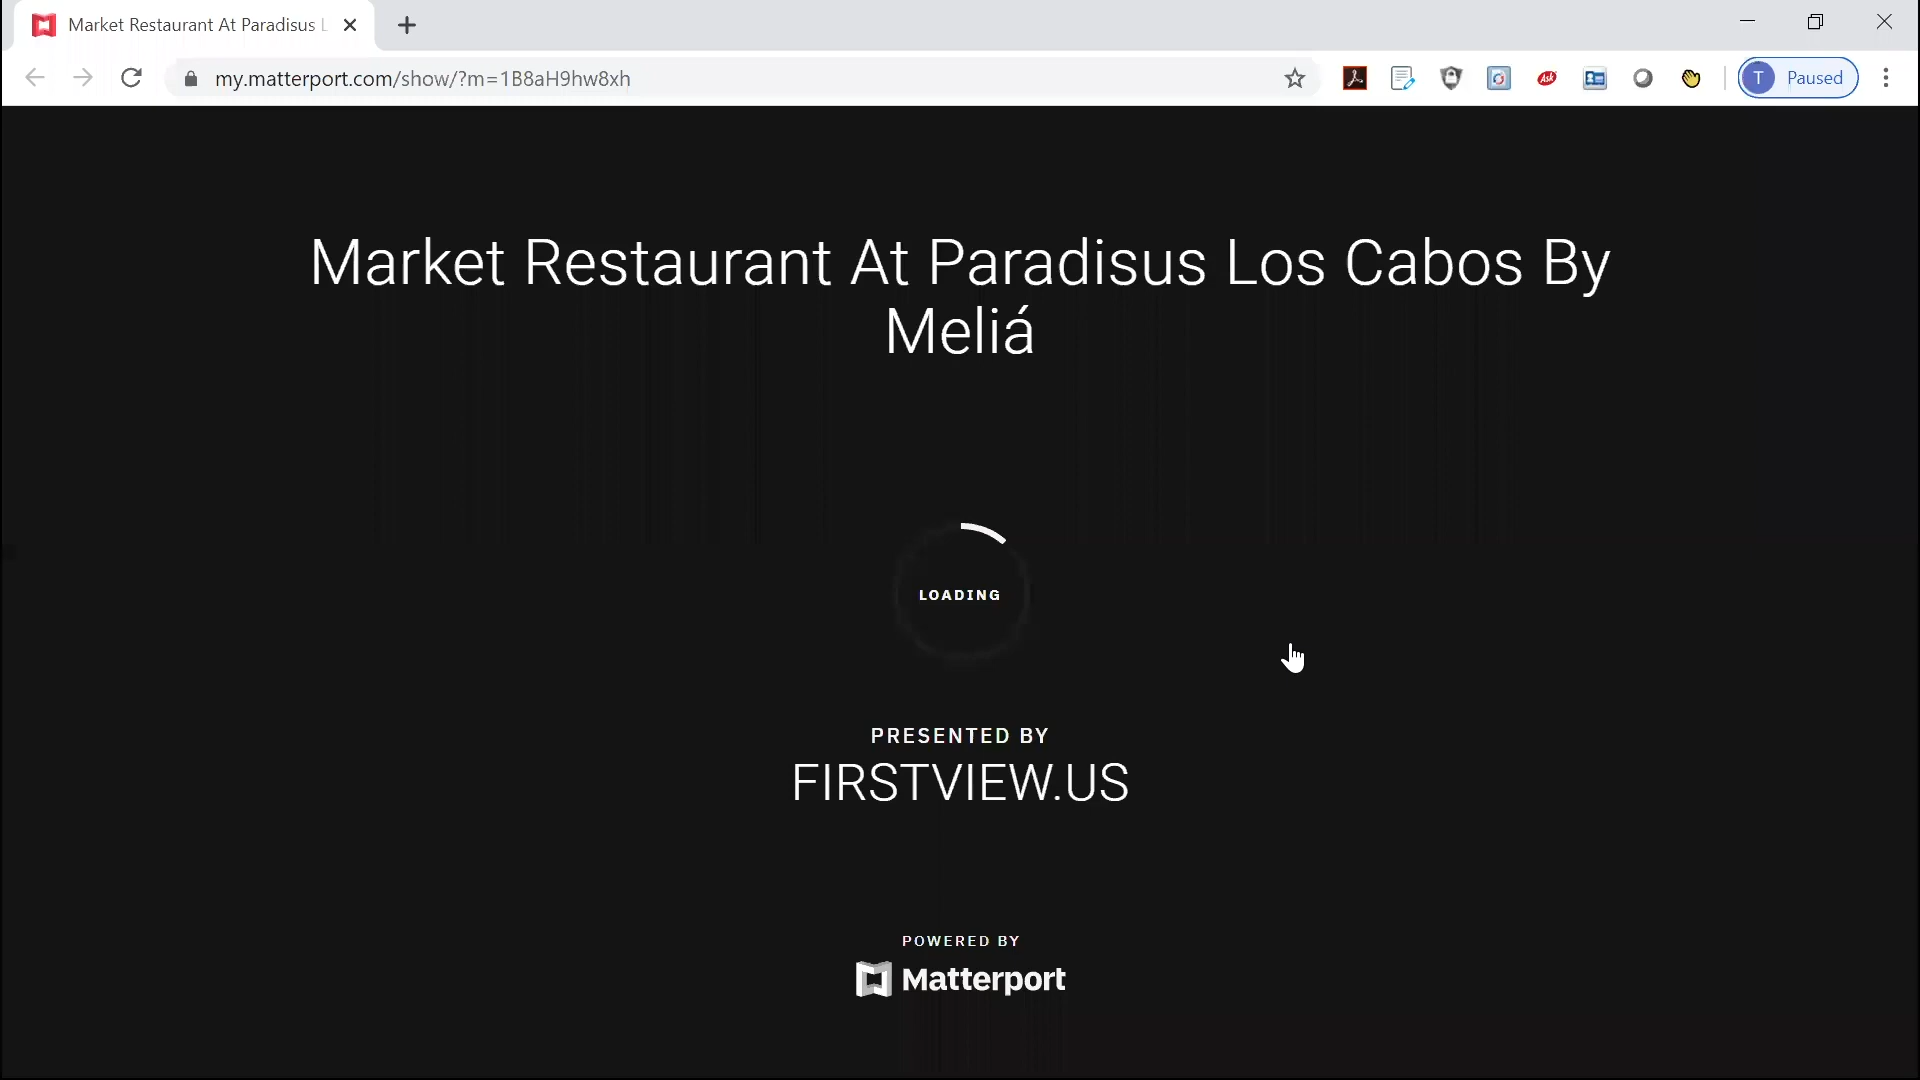 Market Restaurant At Paradisus L
my.matterport.com/show/?m=1B8aH9hw8xh
Ask
T Paused
Market Restaurant At Paradisus Los Cabos By
Meliá
LOADING
PRESENTED BY
FIRSTVIEW.US
POWERED BY
Matterport